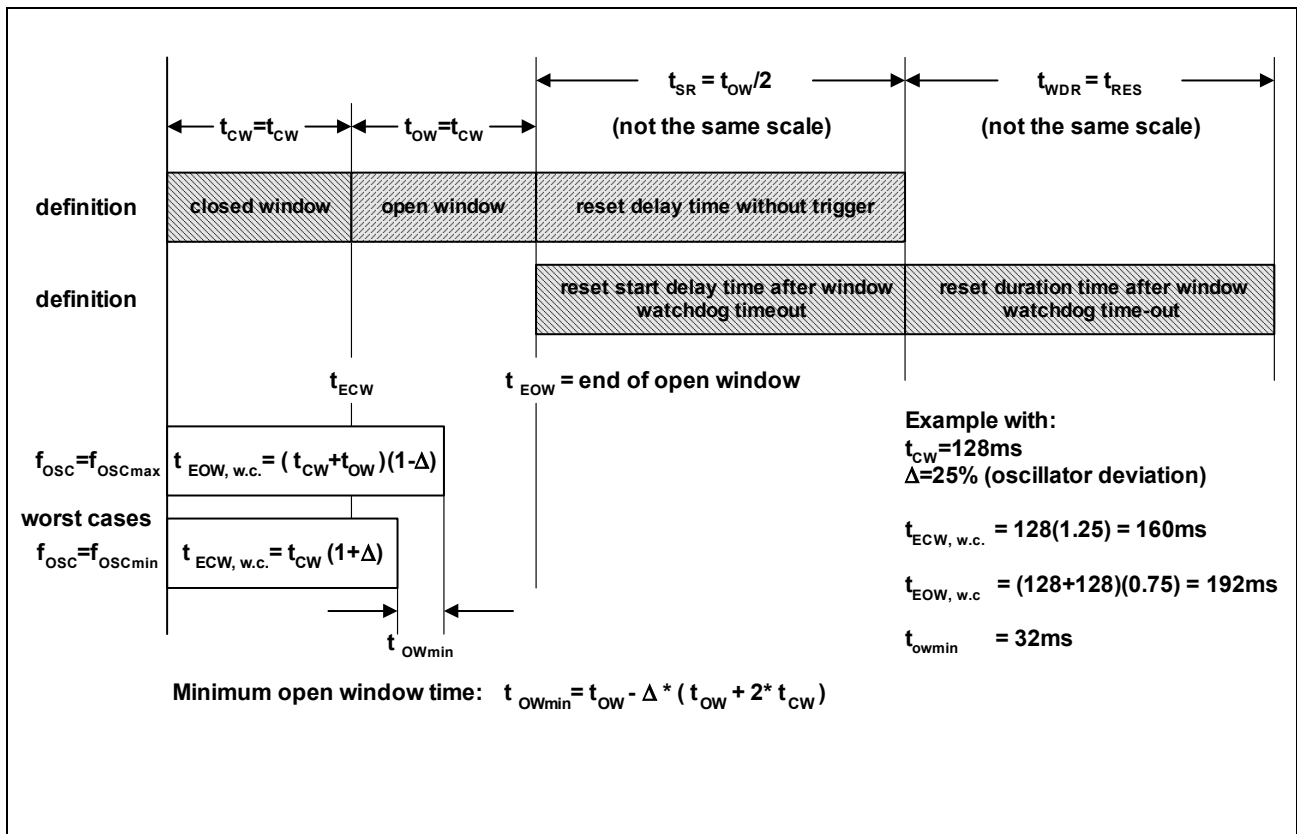 t_SR = t_OW/2
t_WDR = t_RES
t_CW=t_CW
t_OW=t_CW
(not the same scale)
(not the same scale)
definition
closed window
open window
reset delay time without trigger
definition
reset start delay time after window
watchdog timeout
reset duration time after window
watchdog time-out
t_ECW
t_EOW = end of open window
Example with:
t_CW=128ms
Δ=25% (oscillator deviation)
f_OSC=f_OSCmax
t_EOW, w.c.= ( t_CW+t_OW )(1-Δ)
worst cases
f_OSC=f_OSCmin
t_ECW, w.c.= t_CW (1+Δ)
t_ECW, w.c. = 128(1.25) = 160ms
t_EOW, w.c = (128+128)(0.75) = 192ms
t_OWmin
t_owmin = 32ms
Minimum open window time: t_OWmin= t_OW - Δ * ( t_OW + 2* t_CW )